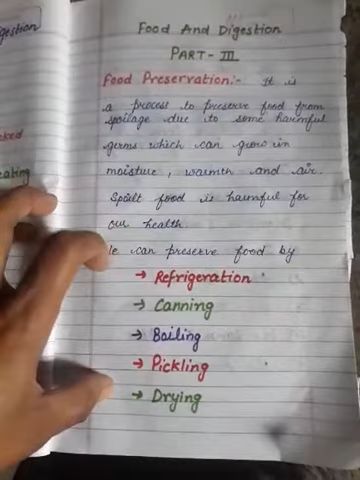 gestion
Food And Digestion
PART - III
Food Preservation:- It is
a process to preserve food from
spoilage due to some harmful
germs which can grow in
moisture, warmth and air.
Spoilt food is harmful for
our health.
e can preserve food by
→ Refrigeration
→ Canning
→ Boiling
→ Pickling
→ Drying